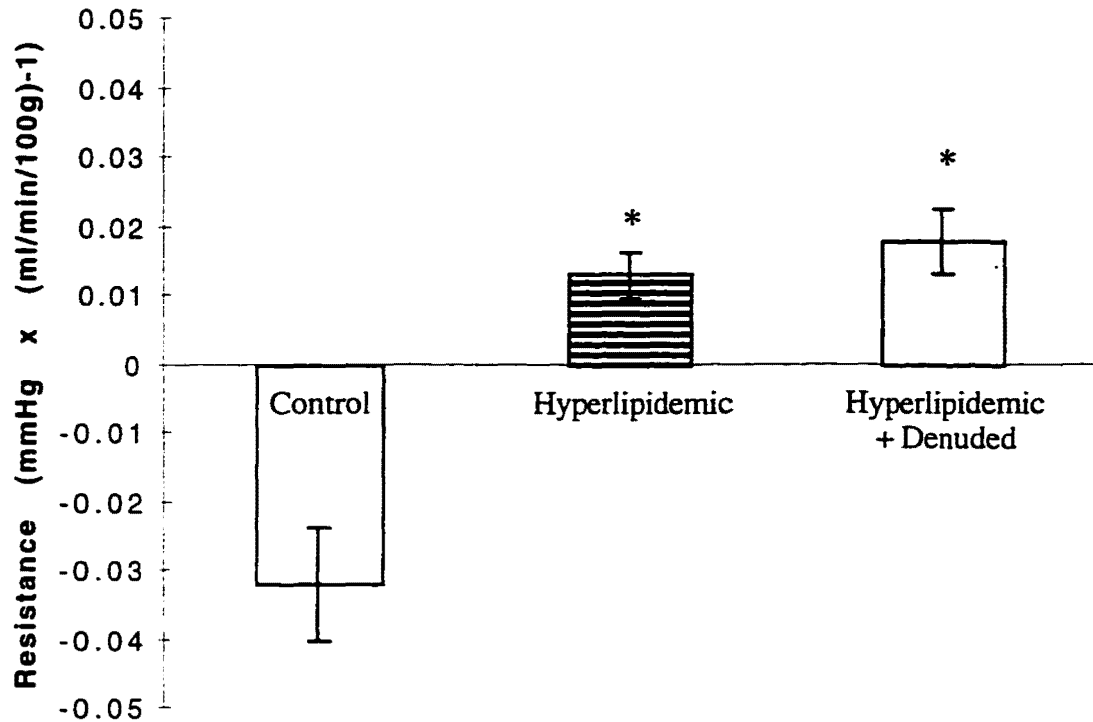 Resistance (mmHg x (ml/min/100g)-1)
0.05
0.04
0.03
0.02
0.01
0
-0.01
-0.02
-0.03
-0.04
-0.05
*
*
Control
Hyperlipidemic
Hyperlipidemic
+ Denuded